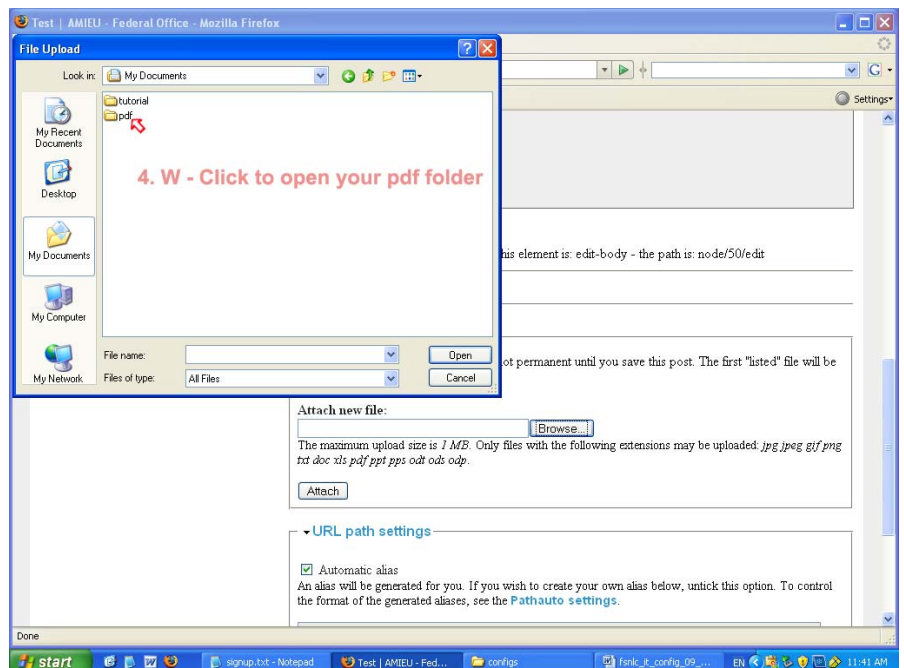 Test | AMIEU - Federal Office - Mozilla Firefox
File Upload
Look in:
My Documents
My Recent
Documents
Desktop
My Documents
My Computer
My Network
tutorial
pdf
4. W - Click to open your pdf folder
File name:
Open
Files of type:
All Files
Cancel
G
Settings
his element is: edit-body - the path is: node/50/edit
ot permanent until you save this post. The first "listed" file will be
Attach new file:
Browse...
The maximum upload size is 1 MB. Only files with the following extensions may be uploaded: jpg jpeg gif png
txt doc xls pdf ppt pps odt ods odp.
Attach
URL path settings
Automatic alias
An alias will be generated for you. If you wish to create your own alias below, untick this option. To control
the format of the generated aliases, see the Pathauto settings.
Done
start
signup.txt - Notepad
Test | AMIEU - Fed...
configs
fsnlc_it_config_09_...
EN
11:41 AM